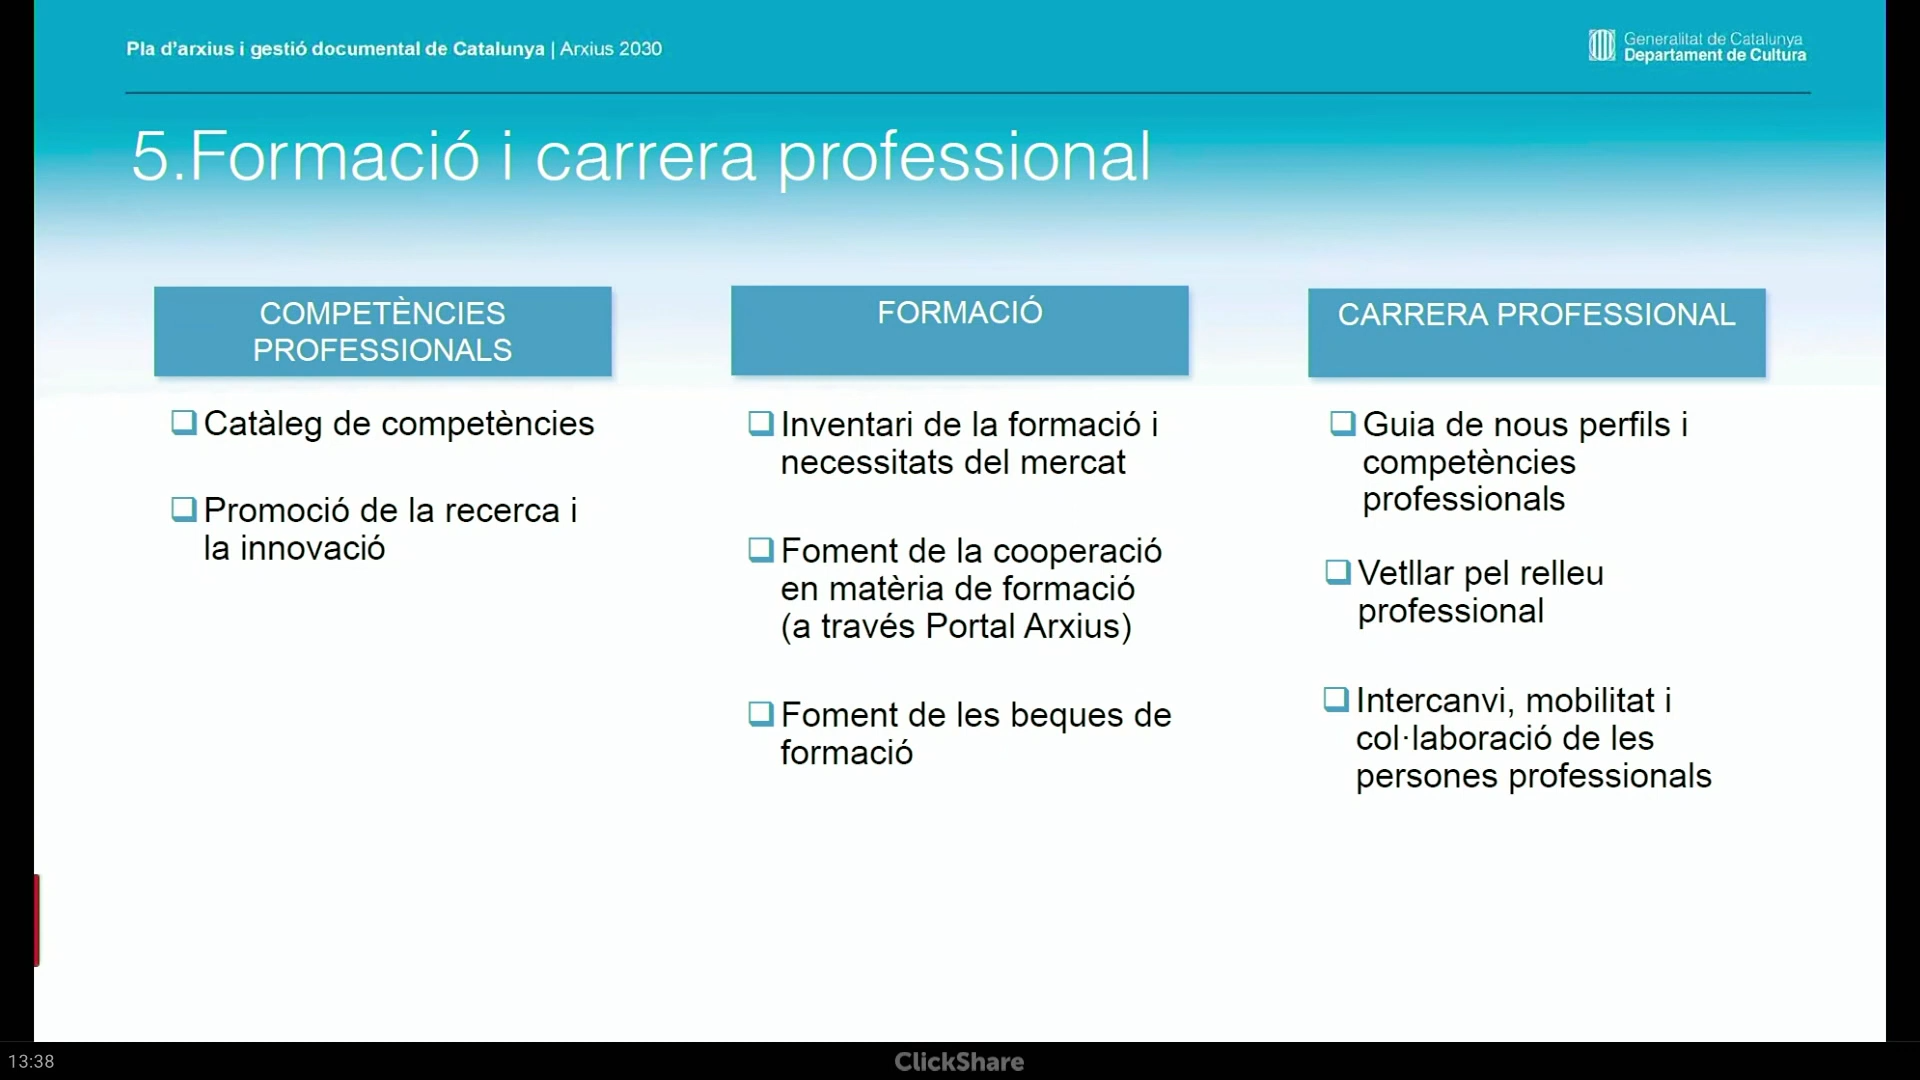 Pla d'arxius i gestió documental de Catalunya | Arxius 2030
Generalitat de Catalunya
Departament de Cultura
5.Formació i carrera professional
COMPETÈNCIES
PROFESSIONALS
Catàleg de competències
Promoció de la recerca i
la innovació
FORMACIÓ
Inventari de la formació i
necessitats del mercat
Foment de la cooperació
en matèria de formació
(a través Portal Arxius)
Foment de les beques de
formació
CARRERA PROFESSIONAL
Guia de nous perfils i
competències
professionals
Vetllar pel relleu
professional
Intercanvi, mobilitat i
col·laboració de les
persones professionals
13:38
ClickShare